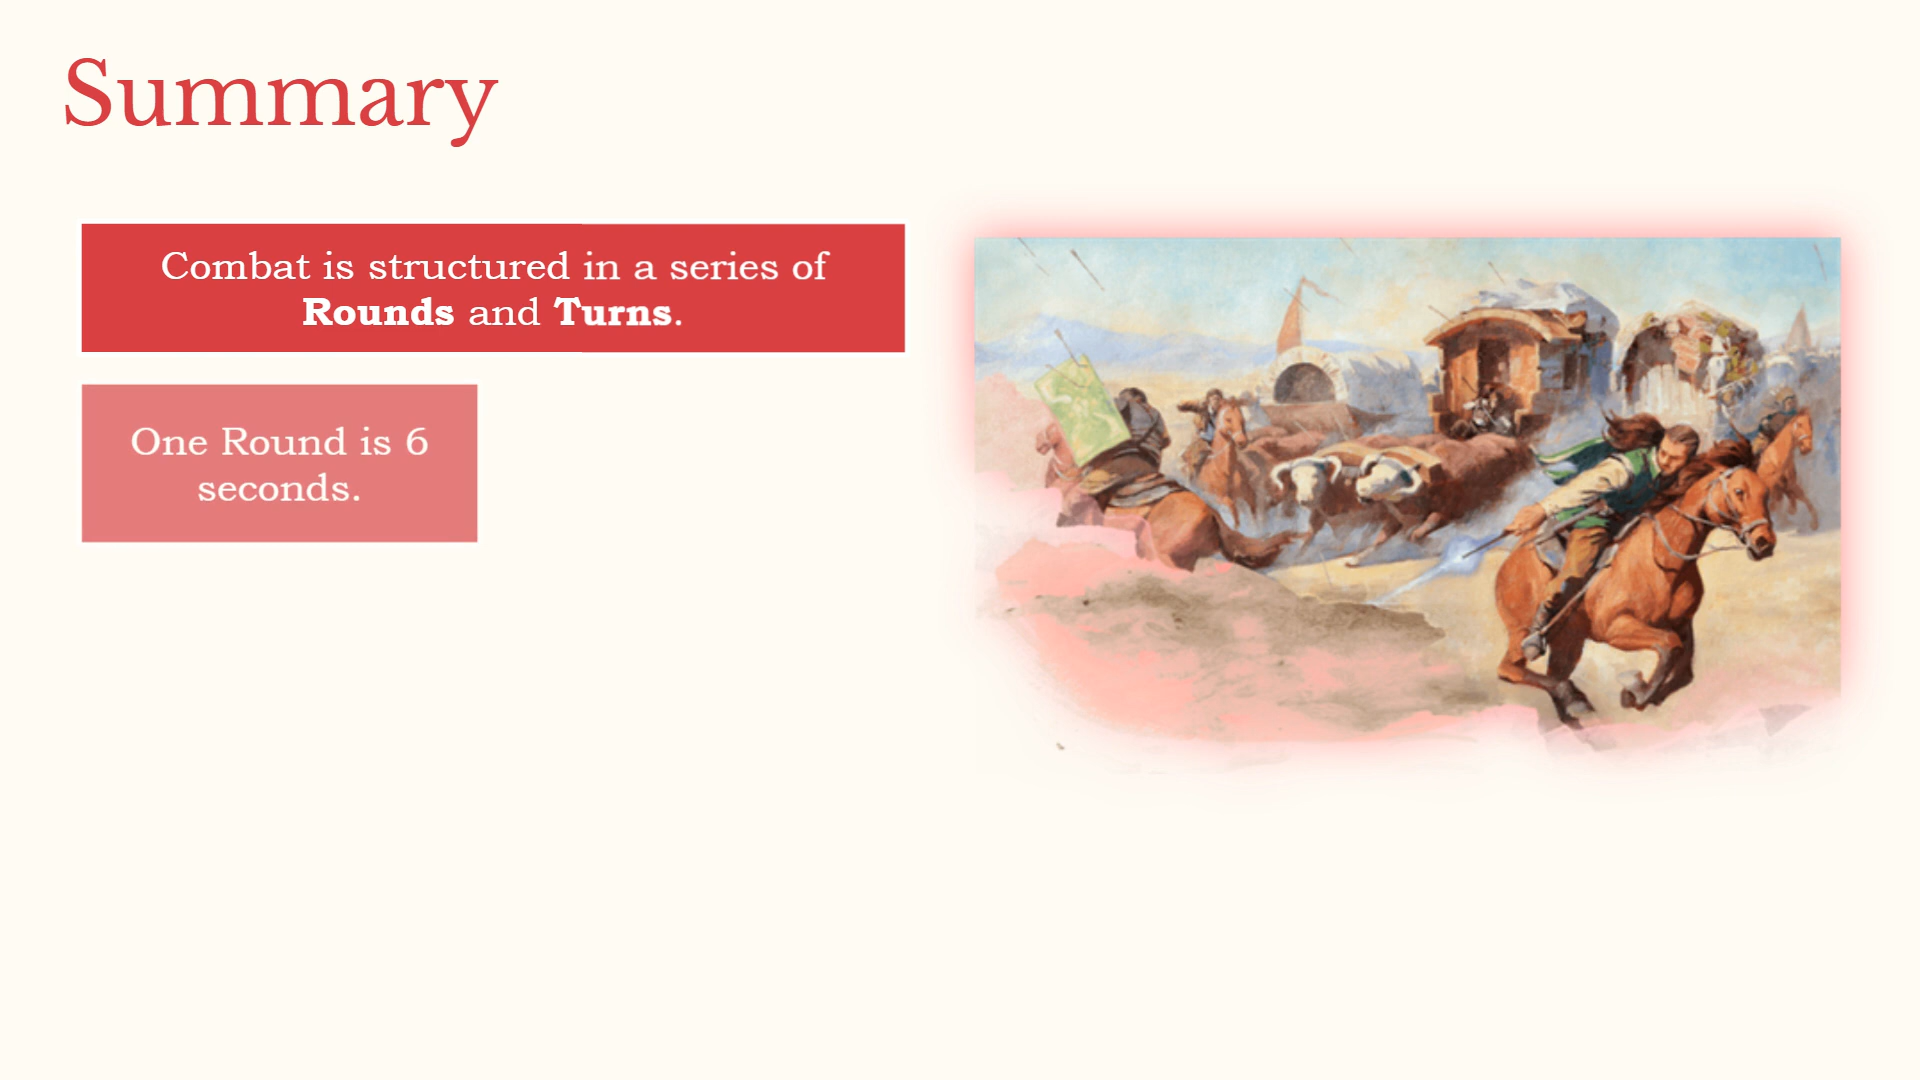 Summary
Combat is structured in a series of
Rounds and Turns.
One Round is 6
seconds.